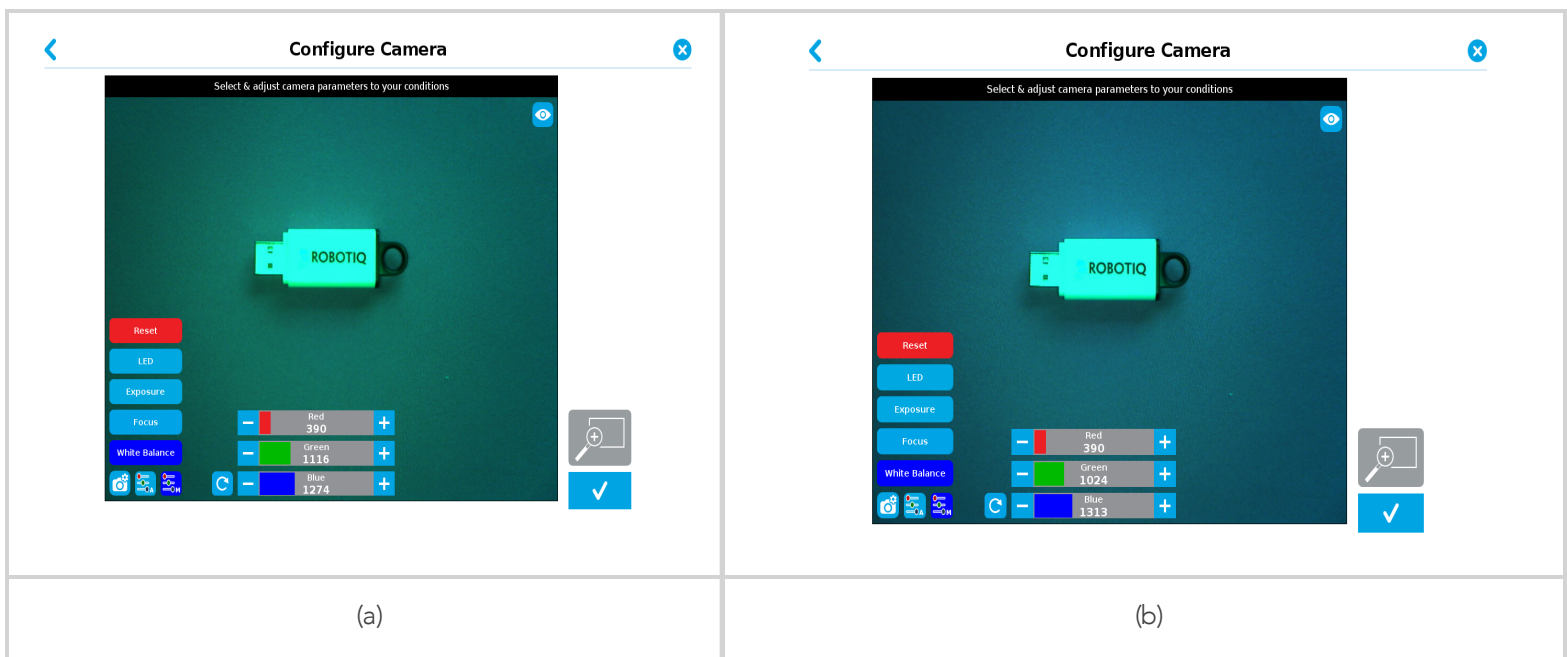 Configure Camera
Select & adjust camera parameters to your conditions
ROBOTIQ
Reset
LED
Exposure
Focus
White Balance
Red
390
Green
1116
Blue
1274
A
M
(a)
Configure Camera
Select & adjust camera parameters to your conditions
ROBOTIQ
Reset
LED
Exposure
Focus
White Balance
Red
390
Green
1024
Blue
1313
A
M
(b)